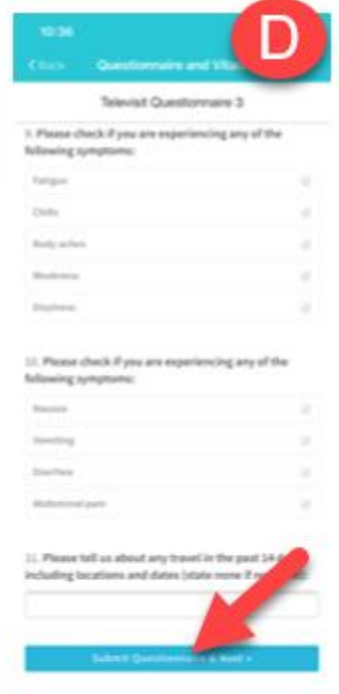 D
10:36
Back Questionnaire and
Televisit Questionnaire 3
9. Please check if you are experiencing any of the
following symptoms:
Fatigue
Chills
Body aches
Weakness
Dizziness
10. Please check if you are experiencing any of the
following symptoms:
Nausea
Vomiting
Diarrhea
Abdominal pain
11. Please tell us about any travel in the past 14
including locations and dates (state none if
Submit Questionnaire & Next >